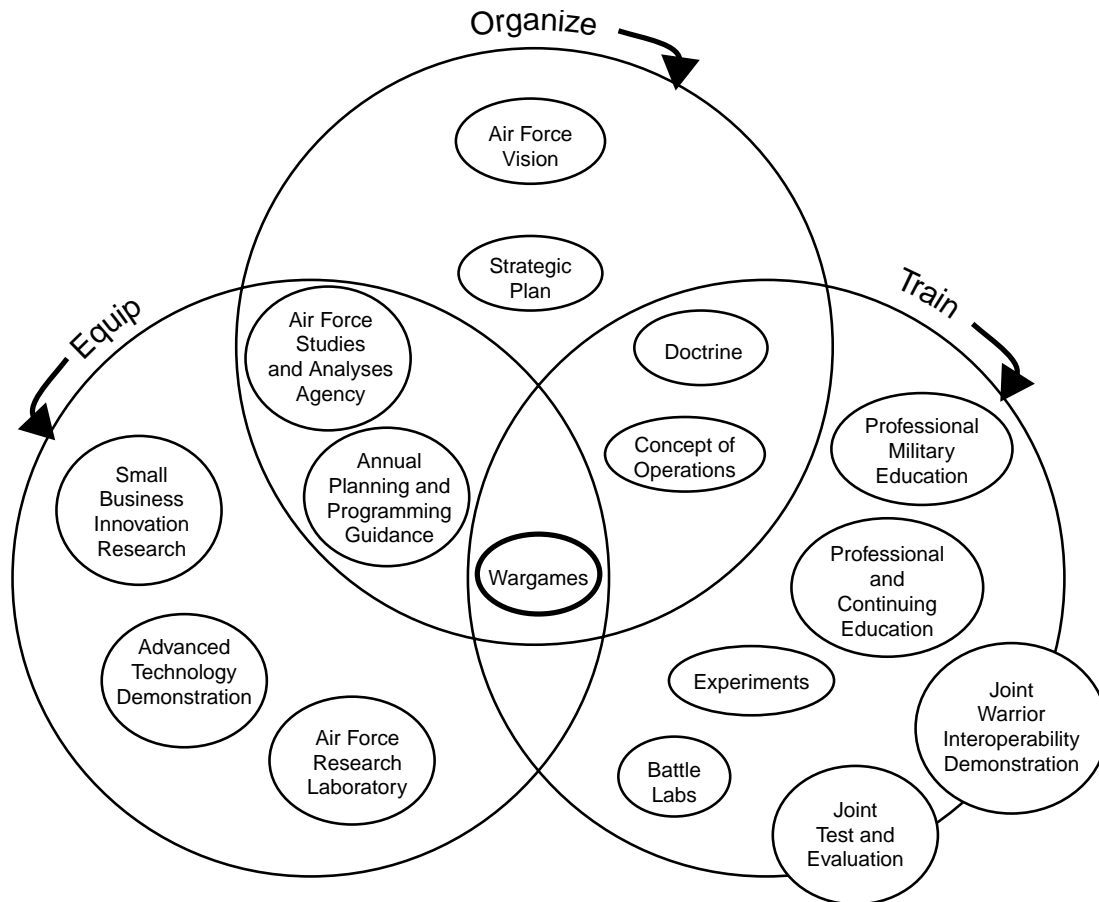 Organize
Air Force
Vision
Strategic
Plan
Equip
Train
Air Force
Studies
and Analyses
Agency
Doctrine
Professional
Military
Education
Concept of
Operations
Annual
Planning and
Programming
Guidance
Small
Business
Innovation
Research
Wargames
Professional
and
Continuing
Education
Advanced
Technology
Demonstration
Experiments
Joint
Warrior
Interoperability
Demonstration
Air Force
Research
Laboratory
Battle
Labs
Joint
Test and
Evaluation